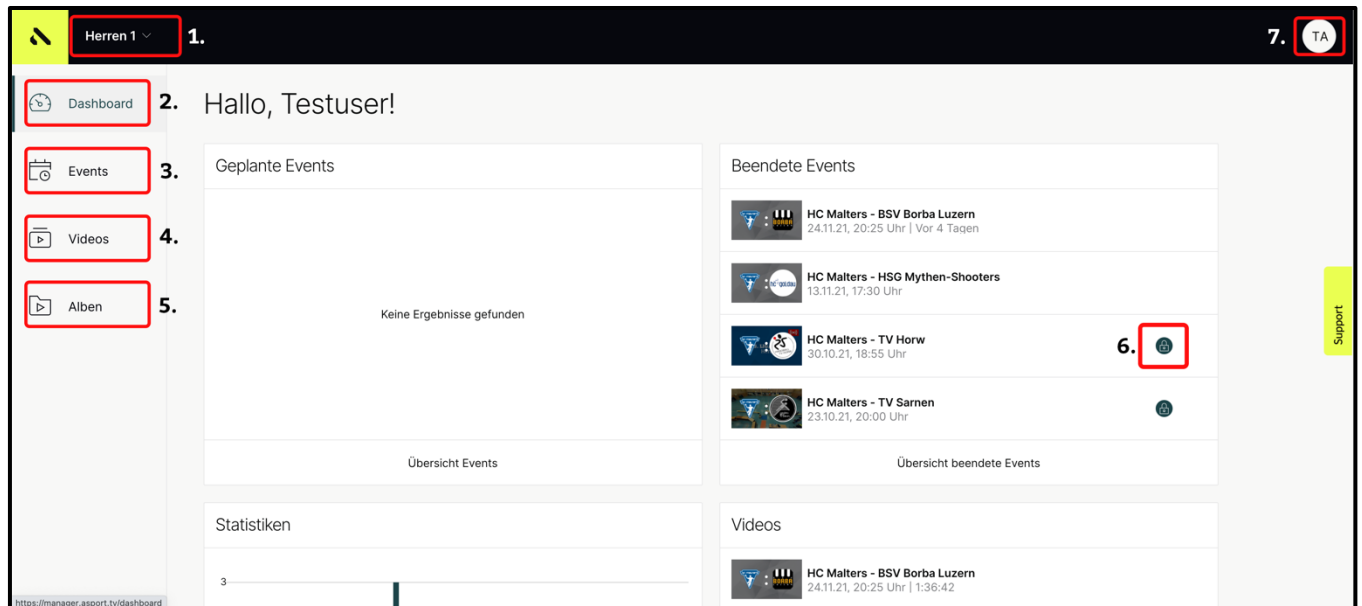 Herren 1
1.
7.
TA
Dashboard
2.
Hallo, Testuser!
Events
3.
Videos
4.
Alben
5.
Geplante Events
Keine Ergebnisse gefunden
Übersicht Events
Beendete Events
HC Malters - BSV Borba Luzern
24.11.21, 20:25 Uhr | Vor 4 Tagen
HC Malters - HSG Mythen-Shooters
13.11.21, 17:30 Uhr
HC Malters - TV Horw
30.10.21, 18:55 Uhr
6.
HC Malters - TV Sarnen
23.10.21, 20:00 Uhr
Übersicht beendete Events
Support
Statistiken
3
Videos
HC Malters - BSV Borba Luzern
24.11.21, 20:25 Uhr | 1:36:42
https://manager.asport.tv/dashboard